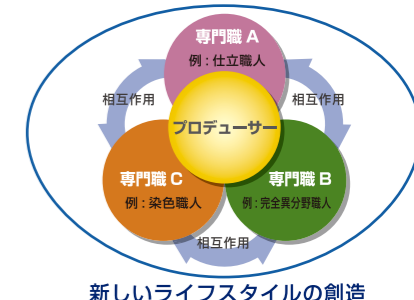 専門職 A
例 : 仕立職人
相互作用
相互作用
プロデューサー
専門職 C
例 : 染色職人
専門職 B
例 : 完全異分野職人
相互作用
新しいライフスタイルの創造